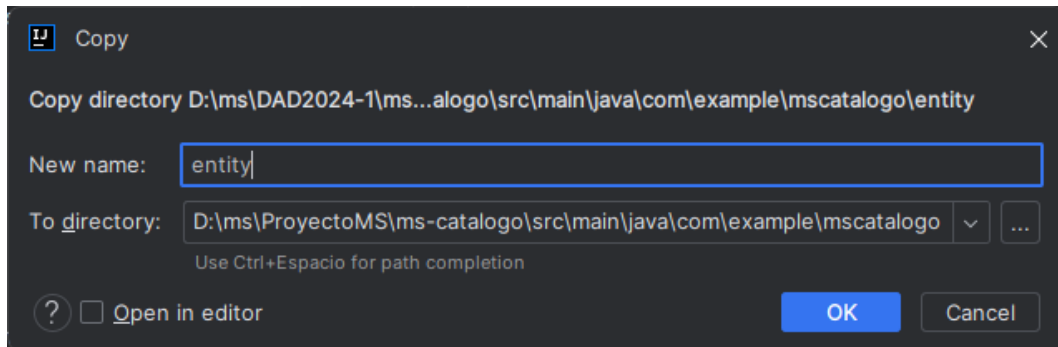 IJ Copy
Copy directory D:\ms\DAD2024-1\ms...alogo\src\main\java\com\example\mscatalogo\entity
New name: entity
To directory: D:\ms\ProyectoMS\ms-catalogo\src\main\java\com\example\mscatalogo ...
Use Ctrl+Espacio for path completion
? Open in editor OK Cancel